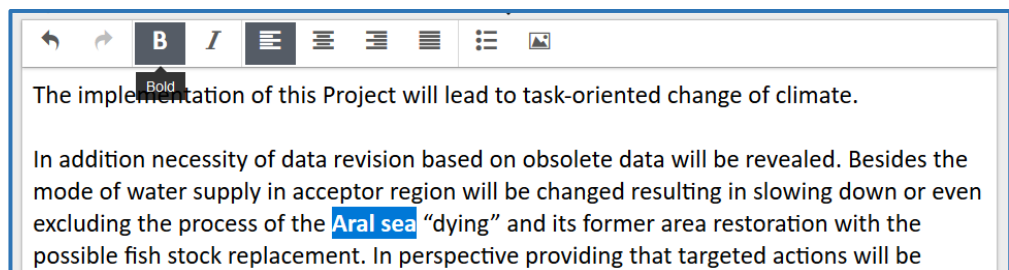 B I
Bold
The implementation of this Project will lead to task-oriented change of climate.
In addition necessity of data revision based on obsolete data will be revealed. Besides the
mode of water supply in acceptor region will be changed resulting in slowing down or even
excluding the process of the Aral sea “dying” and its former area restoration with the
possible fish stock replacement. In perspective providing that targeted actions will be